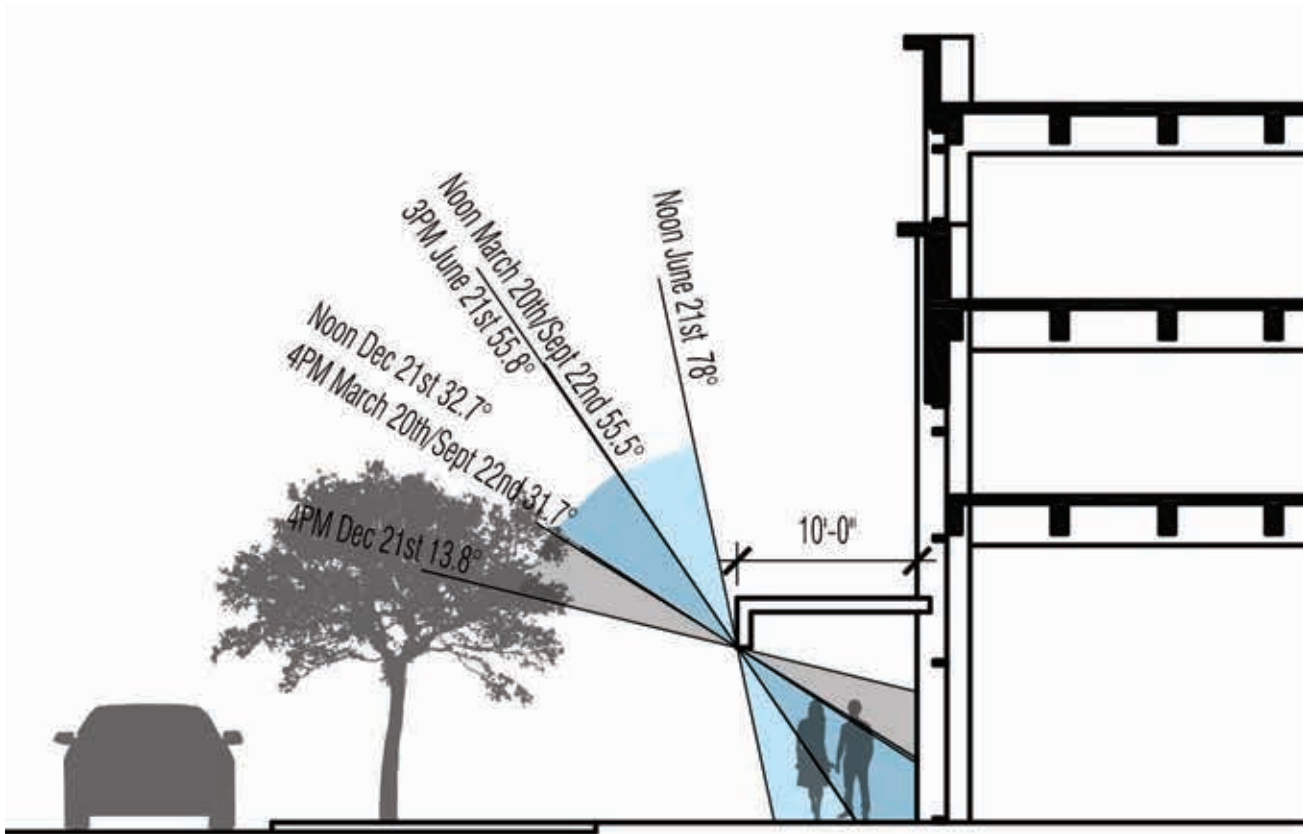 Noon June 21st 78°
Noon March 20th/Sept 22nd 55.5°
3PM June 21st 55.8°
Noon Dec 21st 32.7°
4PM March 20th/Sept 22nd 31.7°
4PM Dec 21st 13.8°
10'-0"